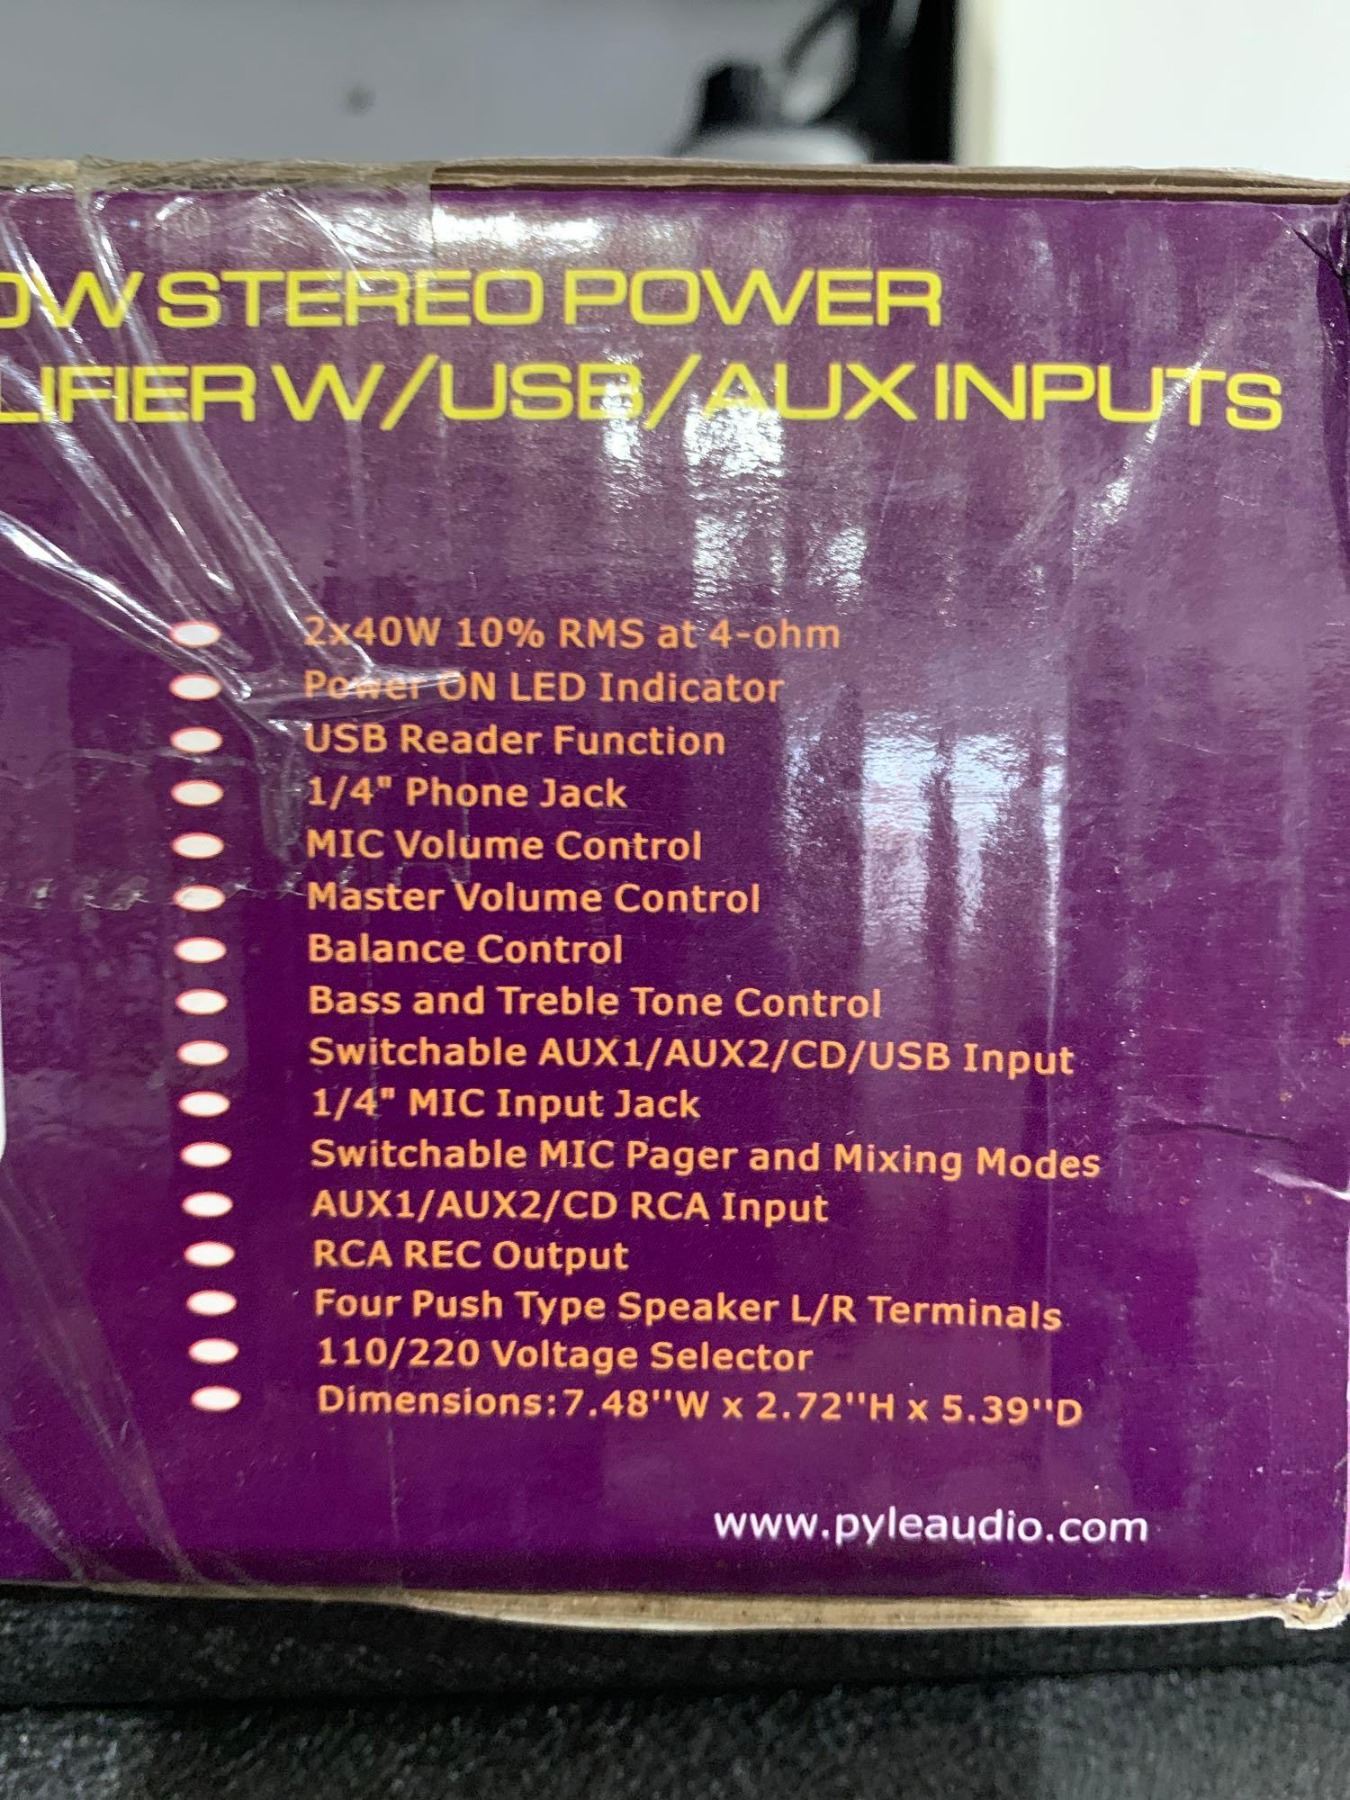 STEREO POWER
W/USB/AUX INPUTS
2x40W 10% RMS at 4-ohm
Power ON LED Indicator
USB Reader Function
1/4" Phone Jack
MIC Volume Control
Master Volume Control
Balance Control
Bass and Treble Tone Control
Switchable AUX1/AUX2/CD/USB Input
1/4" MIC Input Jack
Switchable MIC Pager and Mixing Modes
AUX1/AUX2/CD RCA Input
RCA REC Output
Four Push Type Speaker L/R Terminals
110/220 Voltage Selector
Dimensions:7.48''W x 2.72''H x 5.39''D
www.pyleaudio.com